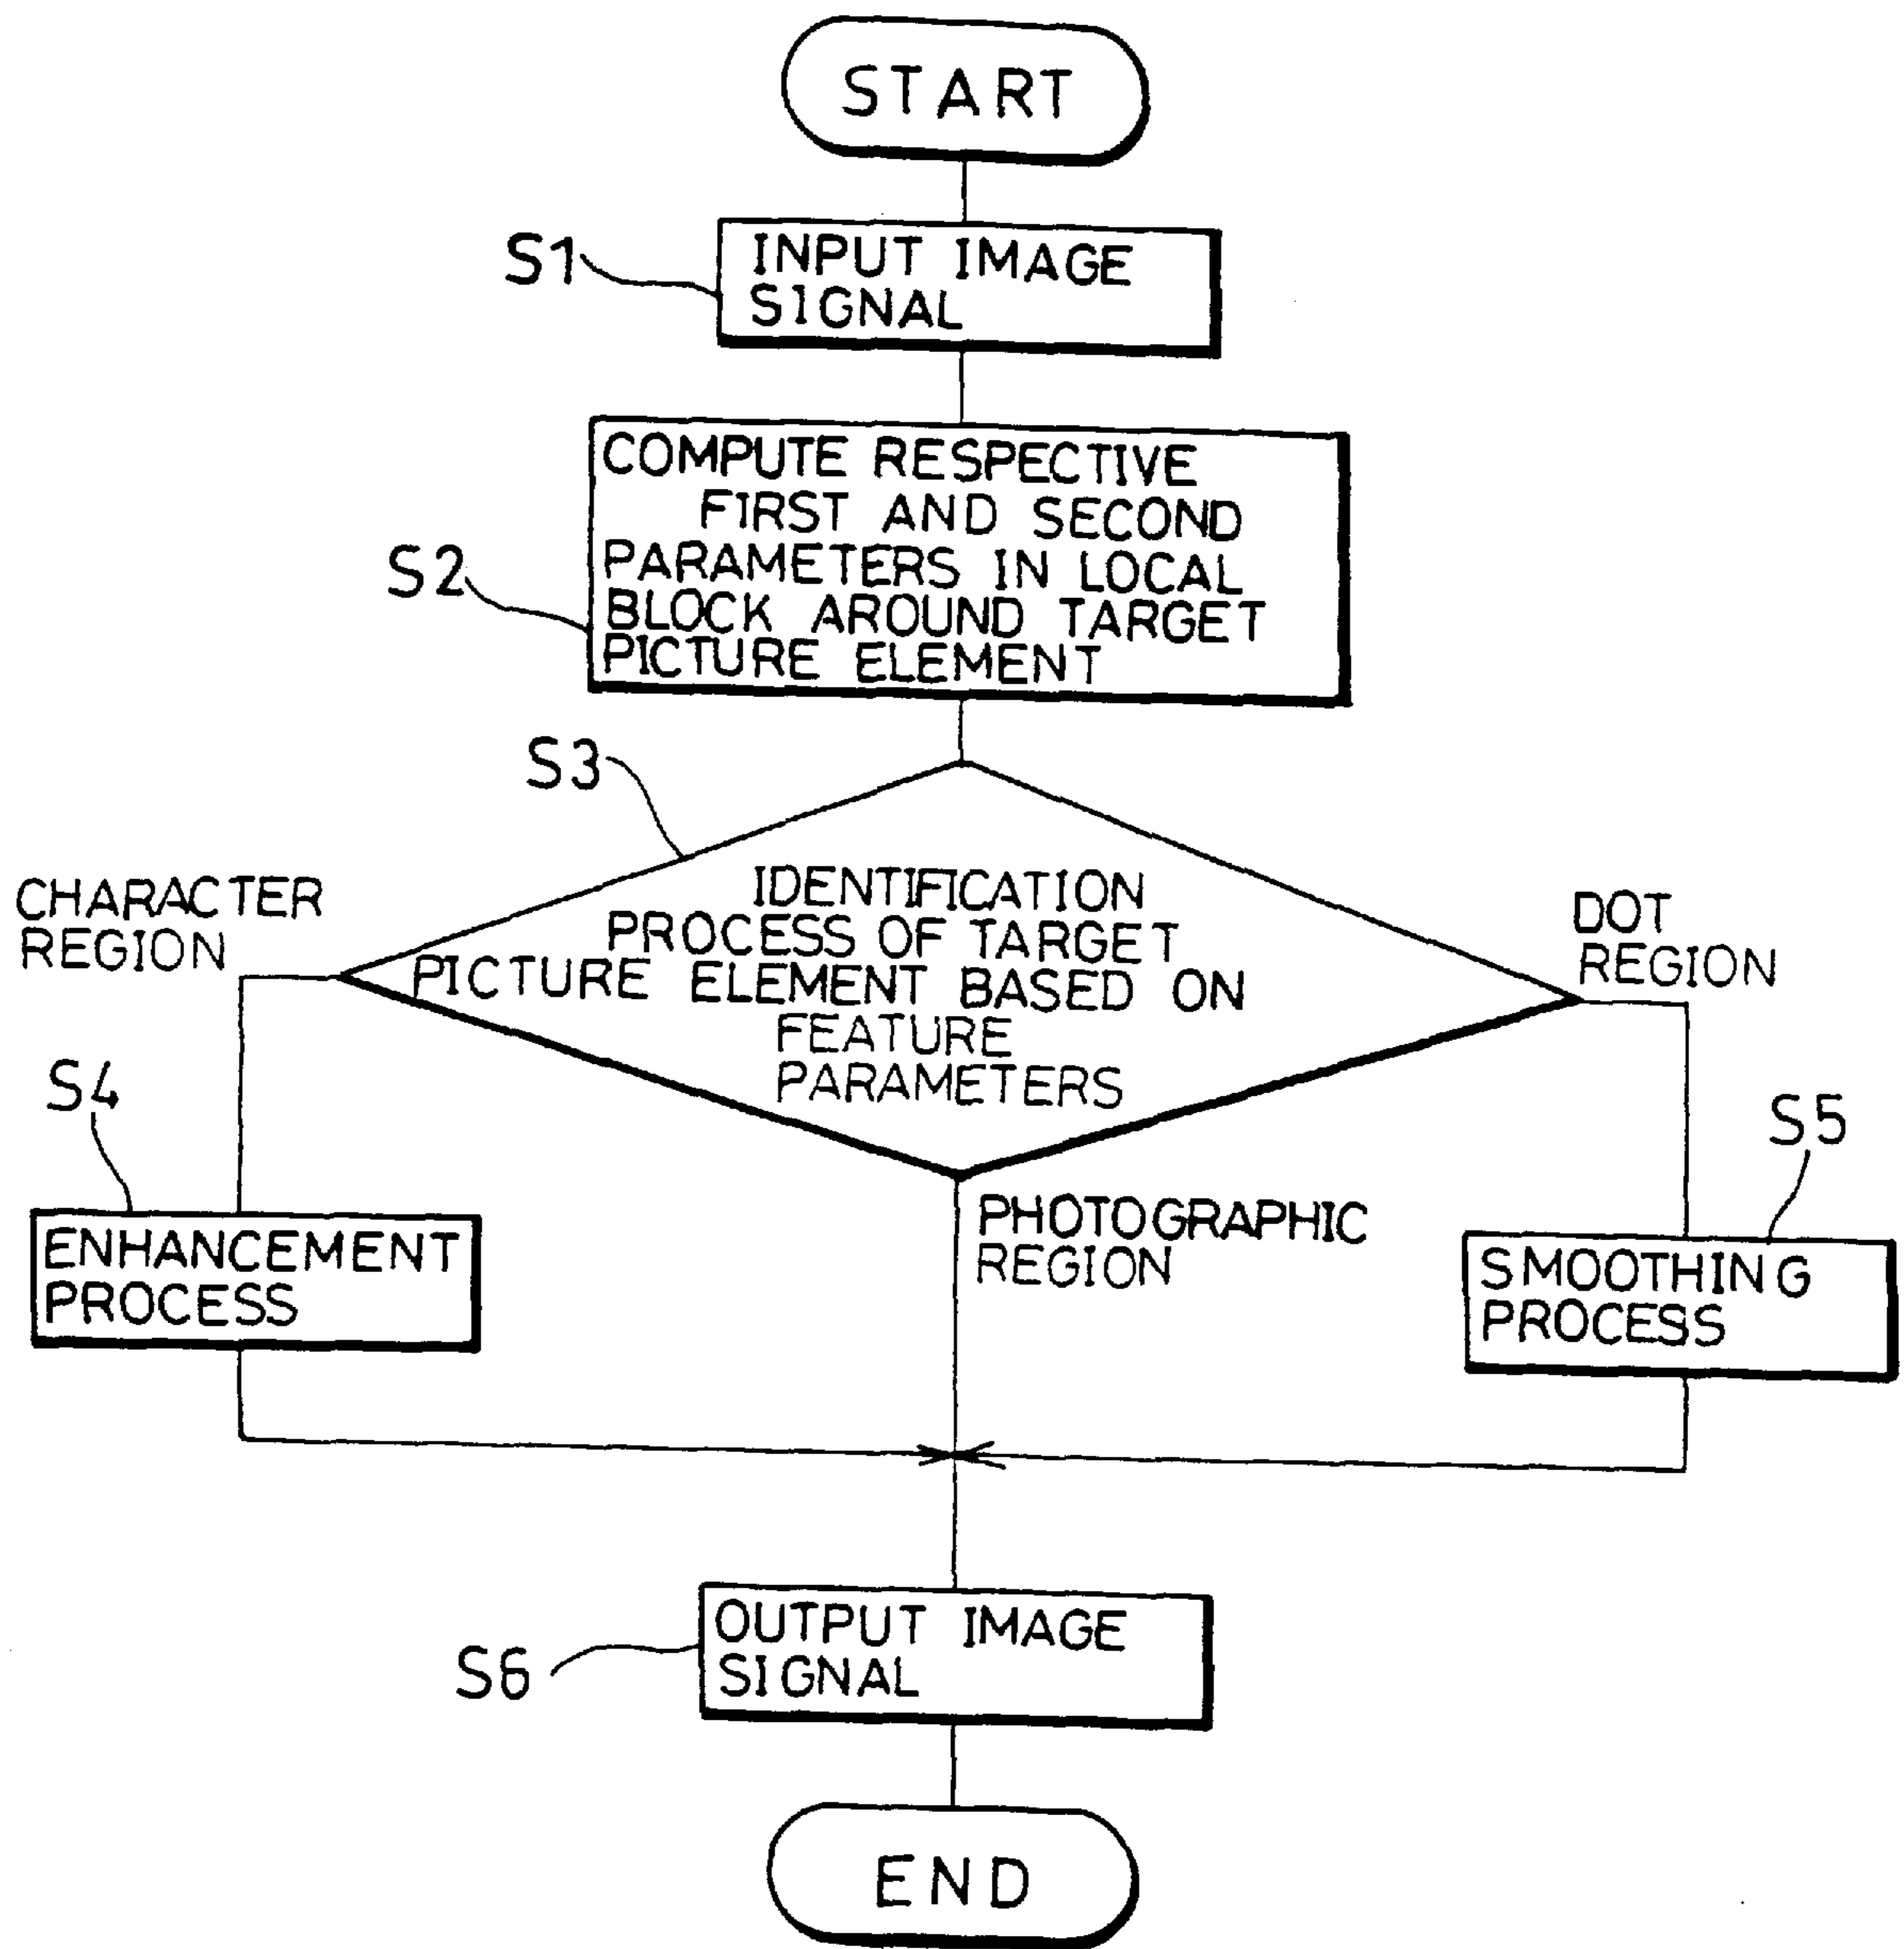 START
S1
INPUT IMAGE
SIGNAL
S2
COMPUTE RESPECTIVE
FIRST AND SECOND
PARAMETERS IN LOCAL
BLOCK AROUND TARGET
PICTURE ELEMENT
S3
IDENTIFICATION
PROCESS OF TARGET
PICTURE ELEMENT BASED ON
FEATURE
PARAMETERS
CHARACTER
REGION
DOT
REGION
S4
ENHANCEMENT
PROCESS
PHOTOGRAPHIC
REGION
S5
SMOOTHING
PROCESS
S6
OUTPUT IMAGE
SIGNAL
END